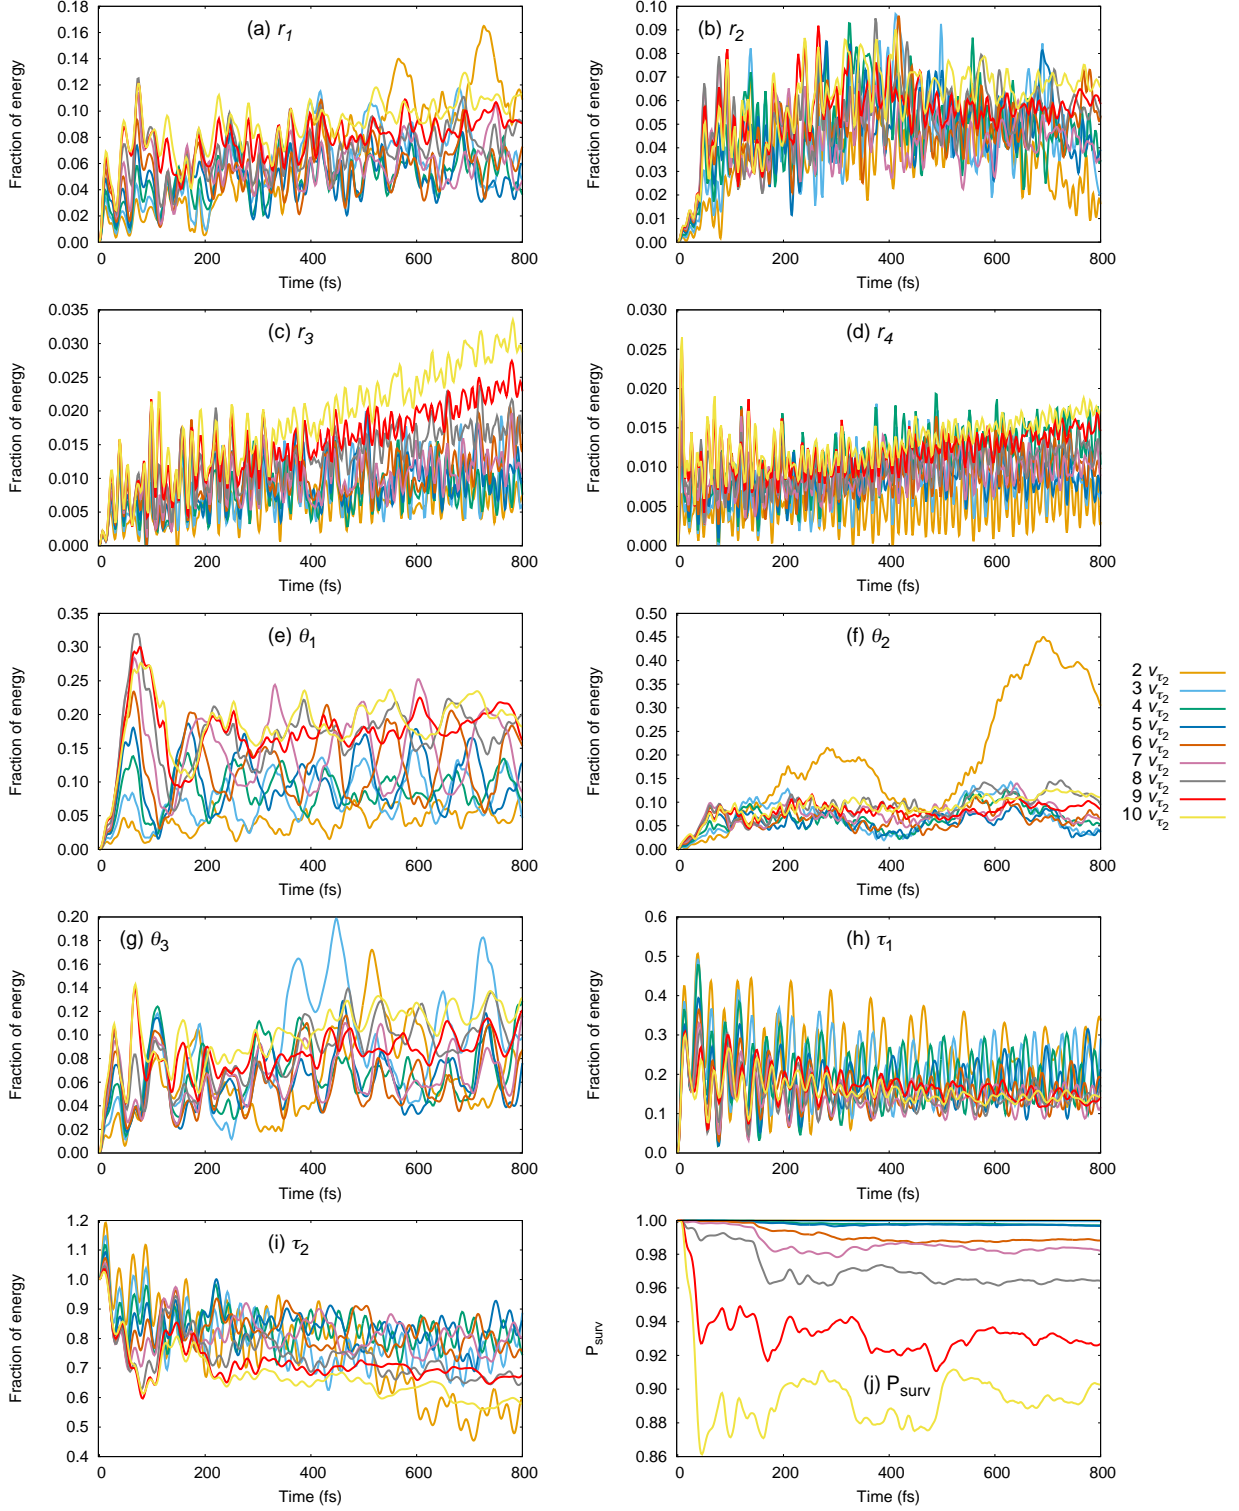 (a) r1
Fraction of energy
0.18
0.16
0.14
0.12
0.10
0.08
0.06
0.04
0.02
0.00
0 200 400 600 800
Time (fs)
(b) r2
Fraction of energy
0.10
0.09
0.08
0.07
0.06
0.05
0.04
0.03
0.01
0.00
0 200 400 600 800
Time (fs)
(c) r3
Fraction of energy
0.035
0.030
0.025
0.020
0.015
0.010
0.005
0.000
0 200 400 600 800
Time (fs)
(d) r4
Fraction of energy
0.030
0.025
0.020
0.015
0.010
0.005
0.000
0 200 400 600 800
Time (fs)
(e) θ1
Fraction of energy
0.35
0.30
0.25
0.20
0.15
0.10
0.05
0.00
0 200 400 600 800
Time (fs)
(f) θ2
Fraction of energy
0.50
0.45
0.40
0.35
0.30
0.25
0.20
0.15
0.10
0.05
0.00
0 200 400 600 800
Time (fs)
2 ντ2
3 ντ2
4 ντ2
5 ντ2
6 ντ2
7 ντ2
8 ντ2
9 ντ2
10 ντ2
(g) θ3
Fraction of energy
0.20
0.18
0.16
0.14
0.12
0.10
0.08
0.06
0.04
0.02
0.00
0 200 400 600 800
Time (fs)
(h) τ1
Fraction of energy
0.6
0.5
0.4
0.3
0.2
0.1
0.0
0 200 400 600 800
Time (fs)
(i) τ2
Fraction of energy
1.2
1.1
1.0
0.9
0.8
0.7
0.6
0.5
0.4
0 200 400 600 800
Time (fs)
(j) Psurv
Psurv
1.00
0.98
0.96
0.94
0.92
0.90
0.88
0.86
0 200 400 600 800
Time (fs)